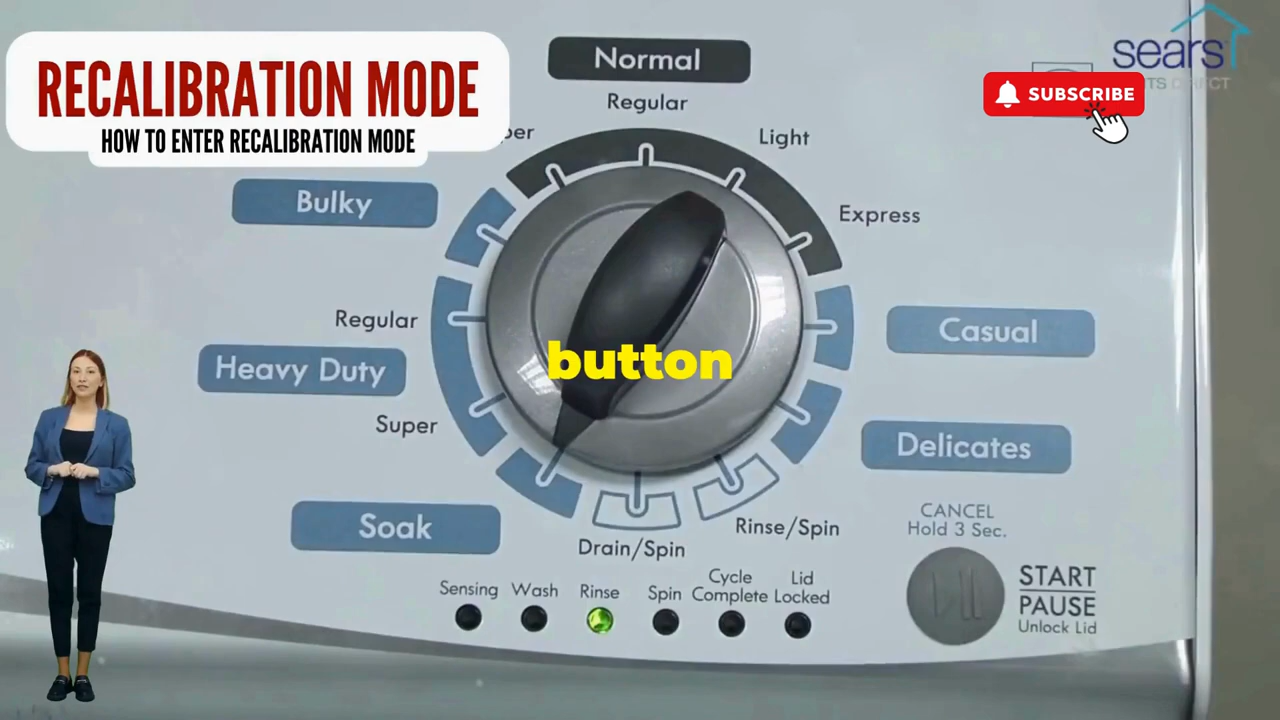 RECALIBRATION MODE
HOW TO ENTER RECALIBRATION MODE
sears
SUBSCRIBE
Normal
Regular
Light
Express
Bulky
Regular
Heavy Duty
Super
Casual
Delicates
button
Soak
Drain/Spin
Rinse/Spin
CANCEL
Hold 3 Sec.
START
PAUSE
Unlock Lid
Sensing
Wash
Rinse
Spin
Cycle
Complete
Lid
Locked